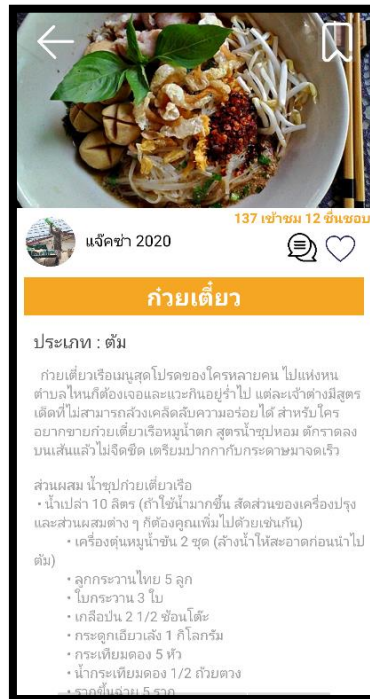 137 เข้าชม 12 ชื่นชอบ
แจ๊คซ่า 2020
ก๋วยเตี๋ยว
ประเภท : ต้ม
ก่วยเตี่ยวเรือเมนูสุดโปรดของใครหลายคน ไปแห่งหน
ตำบลไหนก็ต้องเจอและแวะกินอยู่ร่ำไป แต่ละเจ้าต่างมีสูตร
เด็ดที่ไม่สามารถล้วงเคล็ดลับความอร่อยได้ สำหรับใคร
อยากขายก๋วยเตี๋ยวเรือหมูน้ำตก สูตรน้ำซุปหอม ตักราดลง
บนเส้นแล้วไม่จืดชืด เตรียมปากกากับกระดาษมาจดเร็ว
ส่วนผสม น้ำซุปก๋วยเตี๋ยวเรือ
• น้ำเปล่า 10 ลิตร (ถ้าใช้น้ำมากขึ้น สัดส่วนของเครื่องปรุง
และส่วนผสมต่าง ๆ ก็ต้องคูณเพิ่มไปด้วยเช่นกัน)
• เครื่องตุ๋นหมูน้ำข้น 2 ชุด (ล้างน้ำให้สะอาดก่อนนำไป
ต้ม)
• ลูกกระวานไทย 5 ลูก
• ใบกระวาน 3 ใบ
• เกลือป่น 2 1/2 ช้อนโต๊ะ
• กระดูกเอียวเล้ง 1 กิโลกรัม
• กระเทียมดอง 5 หัว
• น้ำกระเทียมดอง 1/2 ถ้วยตวง
• รากขึ้นฉ่าย 5 ราก